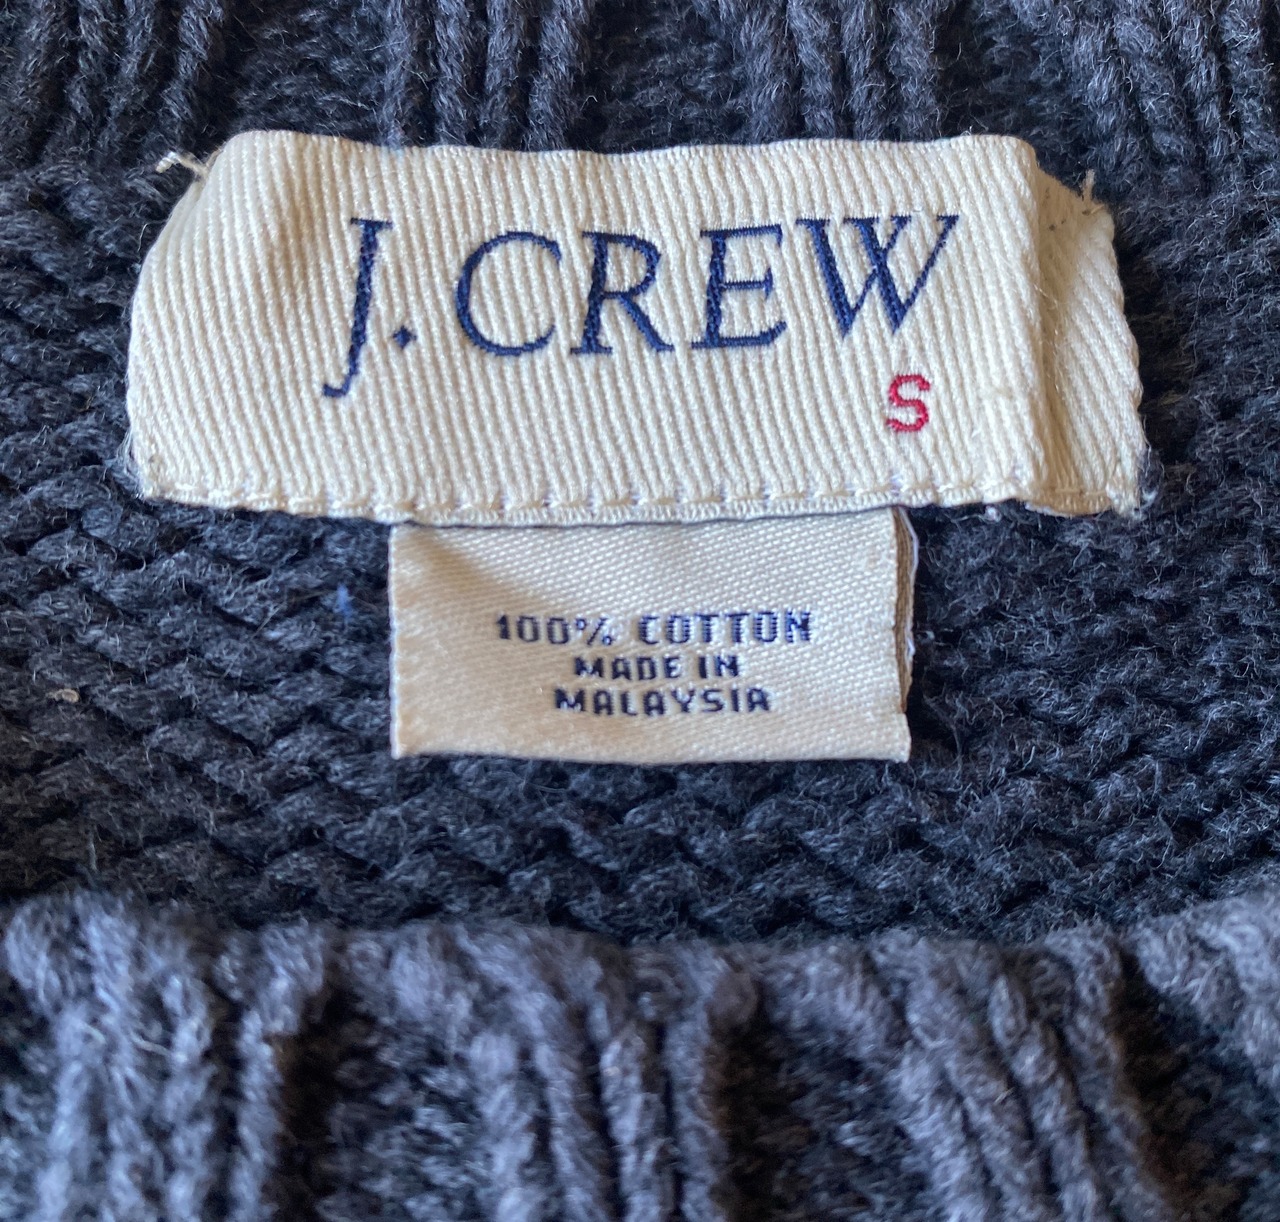 J.CREW
S
100% COTTON
MADE IN
MALAYSIA